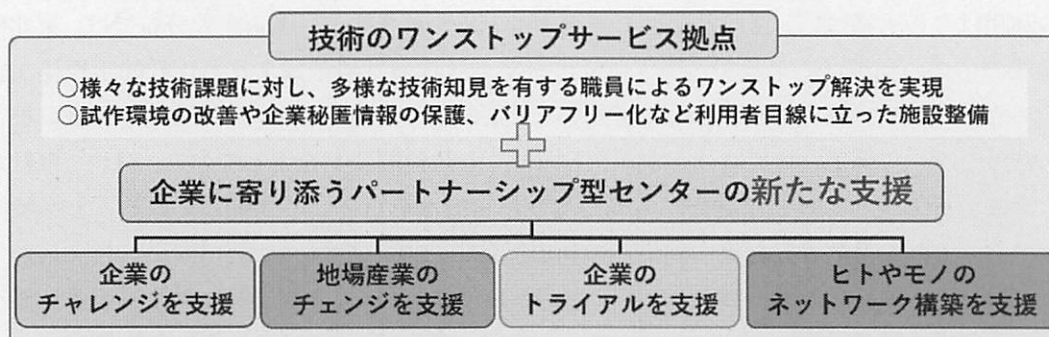 技術のワンストップサービス拠点
○様々な技術課題に対し、多様な技術知見を有する職員によるワンストップ解決を実現
○試作環境の改善や企業秘匿情報の保護、バリアフリー化など利用者目線に立った施設整備
企業に寄り添うパートナーシップ型センターの新たな支援
企業の
チャレンジを支援
地場産業の
チェンジを支援
企業の
トライアルを支援
ヒトやモノの
ネットワーク構築を支援